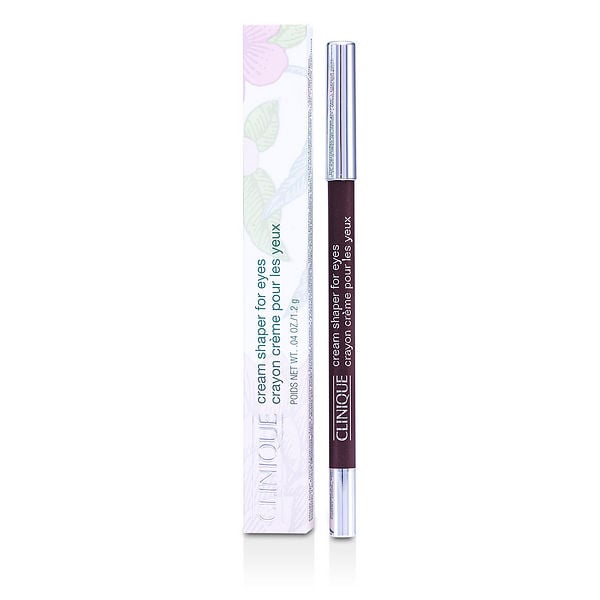 CLINIQUE
cream shaper for eyes
crayon crème pour les yeux
POIDS NET WT. .04 OZ./1.2 g
CLINIQUE
cream shaper for eyes
crayon crème pour les yeux